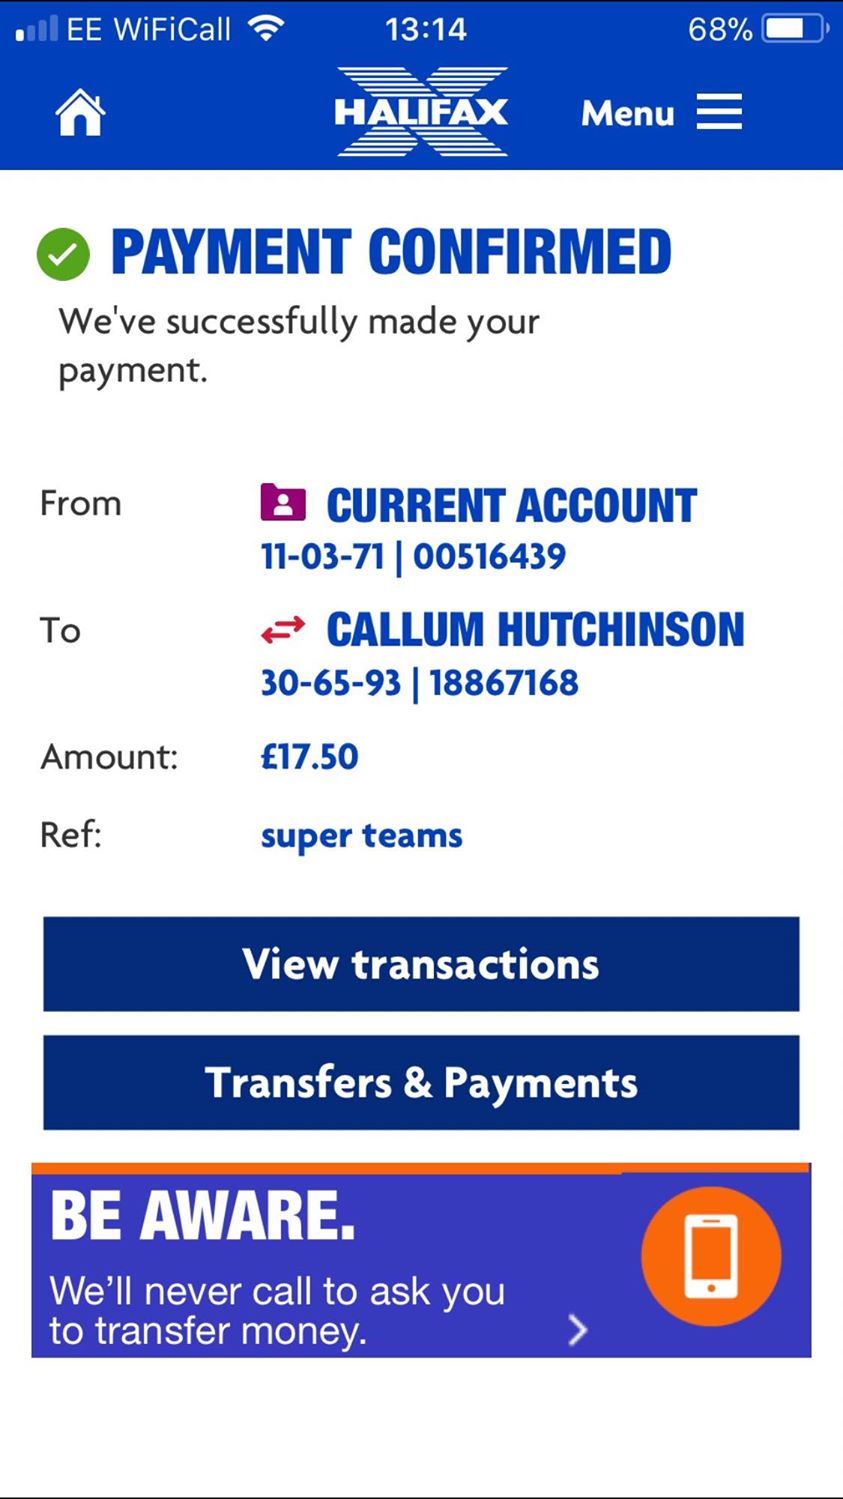 EE WiFiCall 13:14 68%
HALIFAX Menu
PAYMENT CONFIRMED
We've successfully made your
payment.
From CURRENT ACCOUNT
11-03-71 | 00516439
To CALLUM HUTCHINSON
30-65-93 | 18867168
Amount: £17.50
Ref: super teams
View transactions
Transfers & Payments
BE AWARE.
We'll never call to ask you
to transfer money.